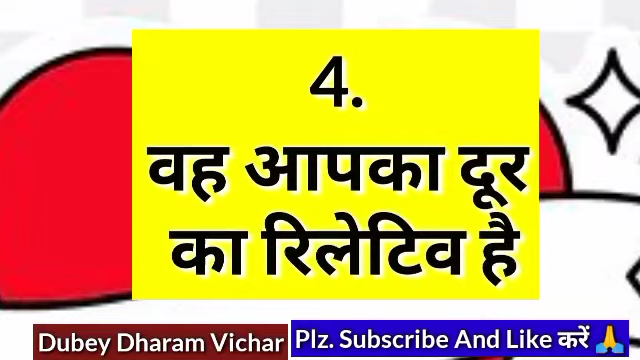 4.
वह आपका दूर
का रिलेटिव है
Dubey Dharam Vichar
Plz. Subscribe And Like करें 🙏